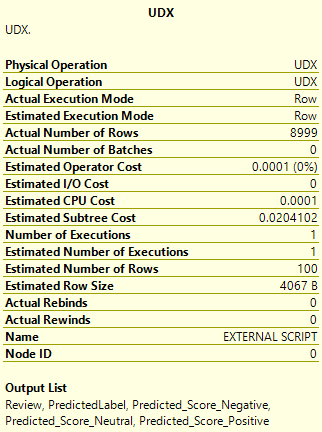 UDX
UDX.
Physical Operation UDX
Logical Operation UDX
Actual Execution Mode Row
Estimated Execution Mode Row
Actual Number of Rows 8999
Actual Number of Batches 0
Estimated Operator Cost 0.0001 (0%)
Estimated I/O Cost 0
Estimated CPU Cost 0.0001
Estimated Subtree Cost 0.0204102
Number of Executions 1
Estimated Number of Executions 1
Estimated Number of Rows 100
Estimated Row Size 4067 B
Actual Rebinds 0
Actual Rewinds 0
Name EXTERNAL SCRIPT
Node ID 0
Output List
Review, PredictedLabel, Predicted_Score_Negative,
Predicted_Score_Neutral, Predicted_Score_Positive